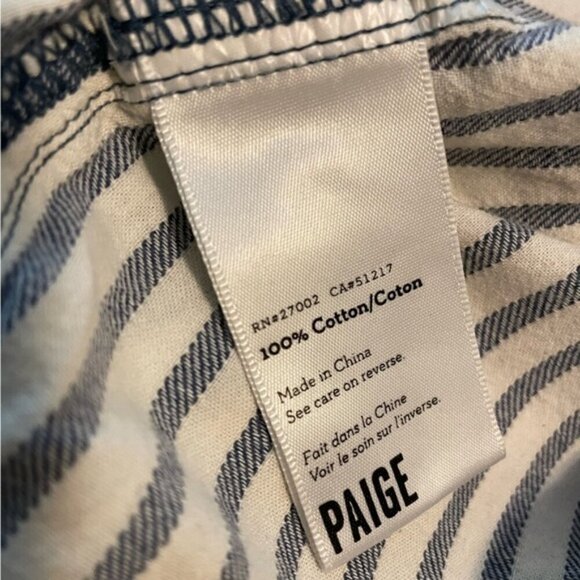 RN#27002 CA#51217
100% Cotton/Coton
Made in China
See care on reverse.
Fait dans la Chine
Voir le soin sur l'inverse.
PAIGE